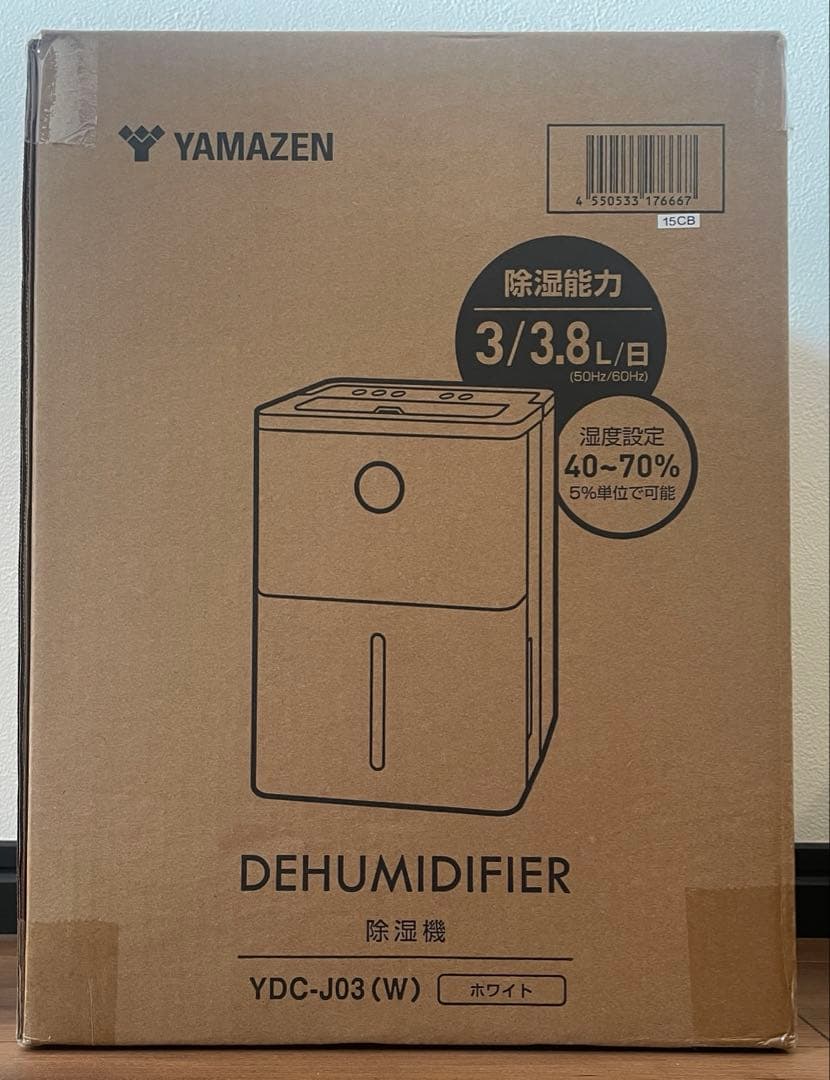 YAMAZEN
4 550533 176667
15CB
除湿能力
3/3.8L/日
(50Hz/60Hz)
湿度設定
40~70%
5%単位で可能
DEHUMIDIFIER
除湿機
YDC-J03(W) ホワイト